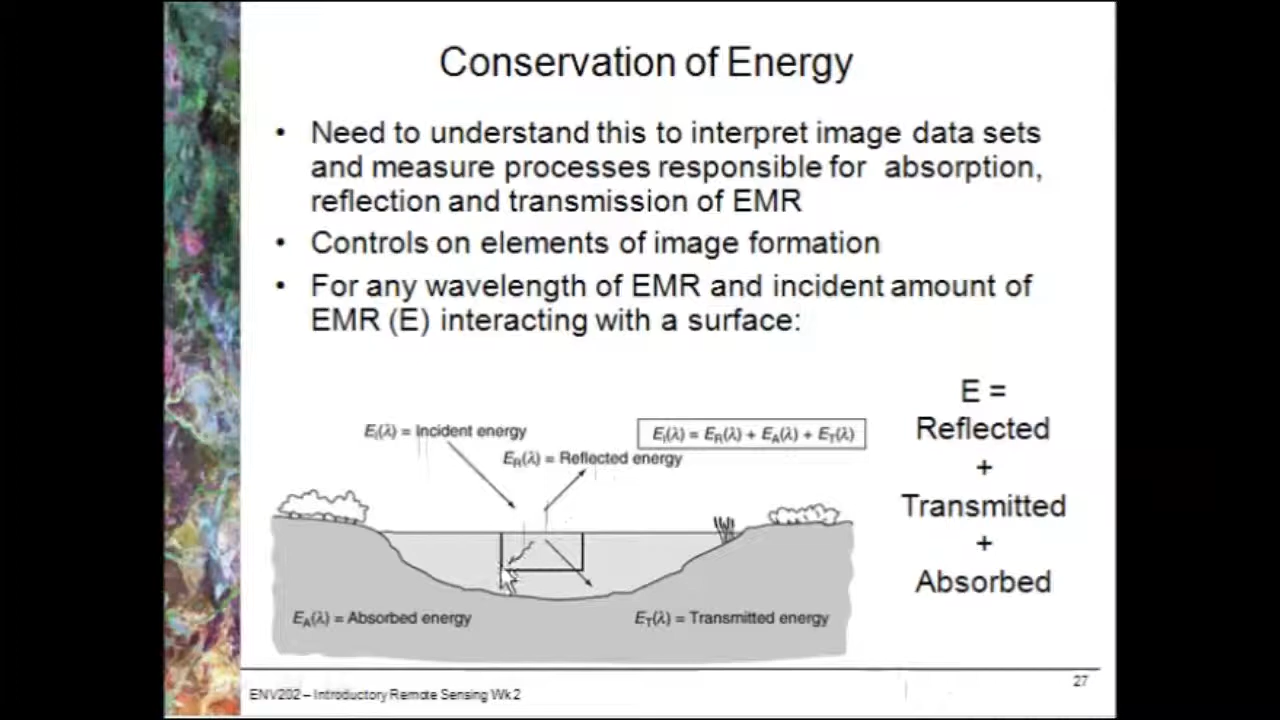 Conservation of Energy
• Need to understand this to interpret image data sets
and measure processes responsible for absorption,
reflection and transmission of EMR
• Controls on elements of image formation
• For any wavelength of EMR and incident amount of
EMR (E) interacting with a surface:
E =
Reflected
+
Transmitted
+
Absorbed
Eᵢ(λ) = Incident energy
Eᵢ(λ) = E_R(λ) + E_A(λ) + E_T(λ)
E_R(λ) = Reflected energy
E_A(λ) = Absorbed energy
E_T(λ) = Transmitted energy
ENV202 – Introductory Remote Sensing Wk 2
27